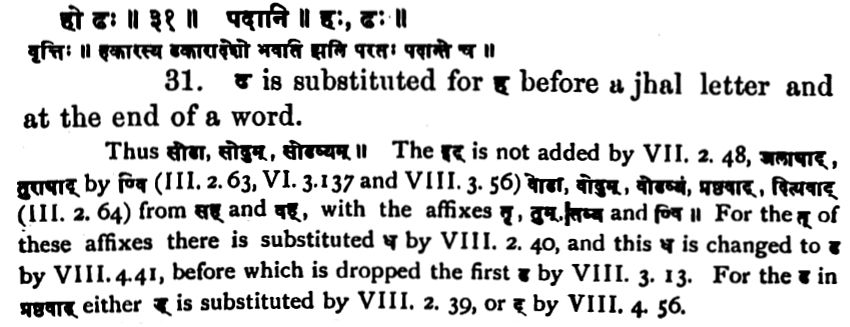 हो ढः ॥ ३१ ॥ पदानि ॥ हः, ढः ॥
वृत्तिः ॥ हकारस्य ढकारादेशो भवति झलि परतः पदान्ते च ॥
31. ढ is substituted for ह before a jhal letter and
at the end of a word.
Thus सोढा, सोढुम्, सोढव्यम् ॥ The इट् is not added by VII. 2. 48, जलाषाट्,
तुराषाट् by ण्वि (III. 2. 63, VI. 3.137 and VIII. 3. 56) वोढा, वोढुम्, वोढव्यं, प्रष्ठवाट्, दित्यवाट्
(III. 2. 64) from सह् and वह्, with the affixes तृ, तुम्, तव्य and ण्वि ॥ For the त् of
these affixes there is substituted ध by VIII. 2. 40, and this ध is changed to ढ
by VIII. 4.41, before which is dropped the first ढ by VIII. 3. 13. For the ढ in
प्रष्ठवाट् either ड् is substituted by VIII. 2. 39, or ट् by VIII. 4. 56.